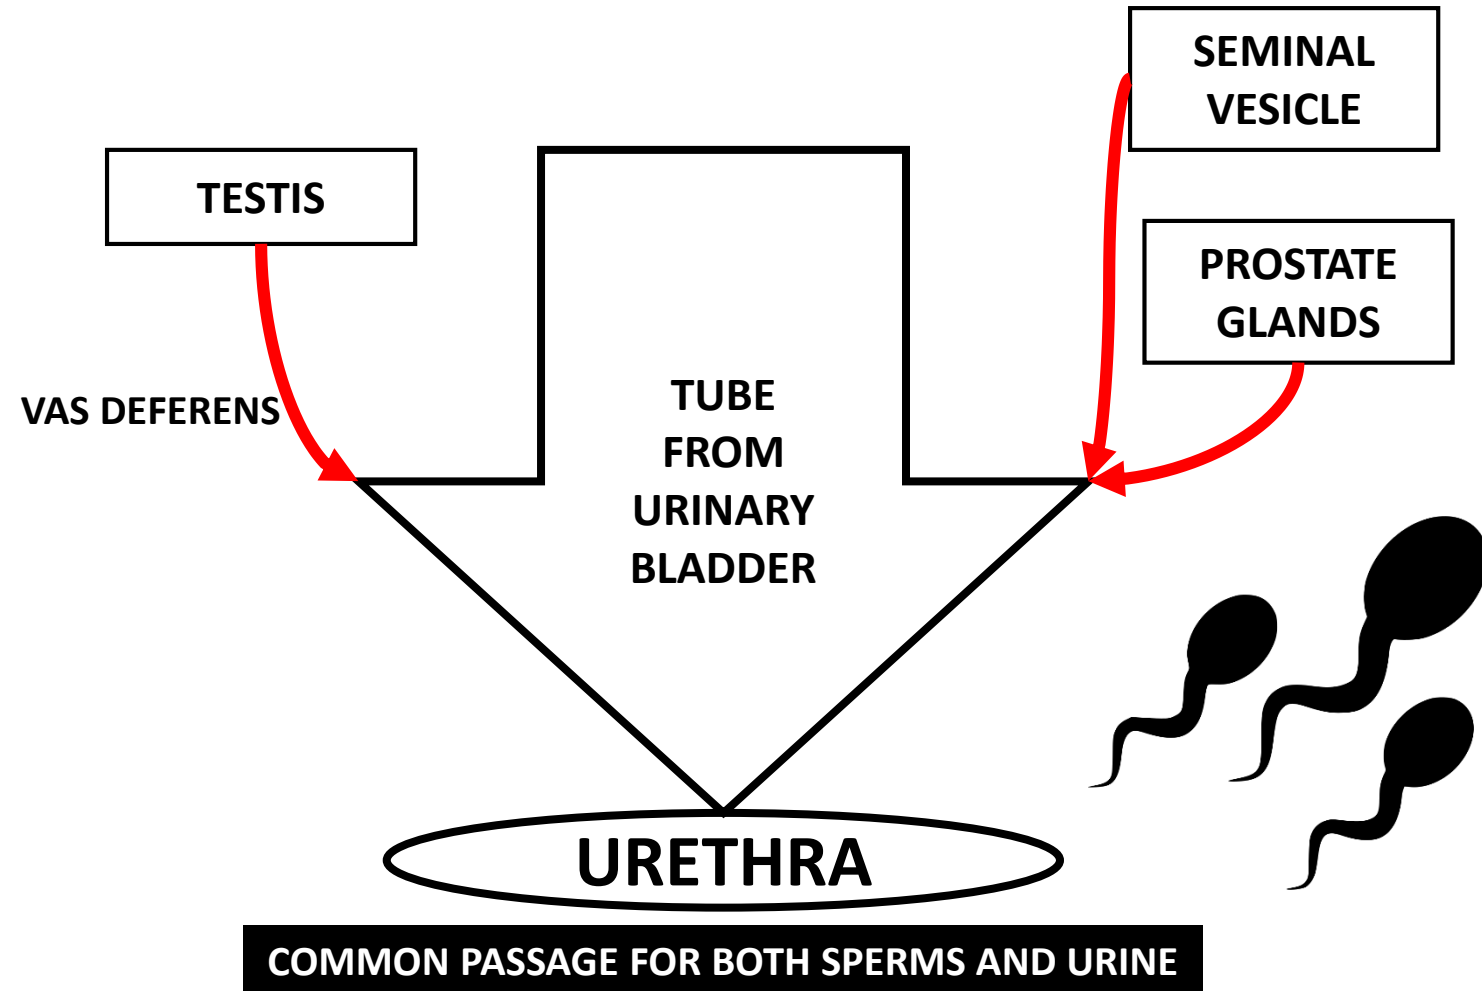 SEMINAL
VESICLE
TESTIS
PROSTATE
GLANDS
VAS DEFERENS
TUBE
FROM
URINARY
BLADDER
URETHRA
COMMON PASSAGE FOR BOTH SPERMS AND URINE